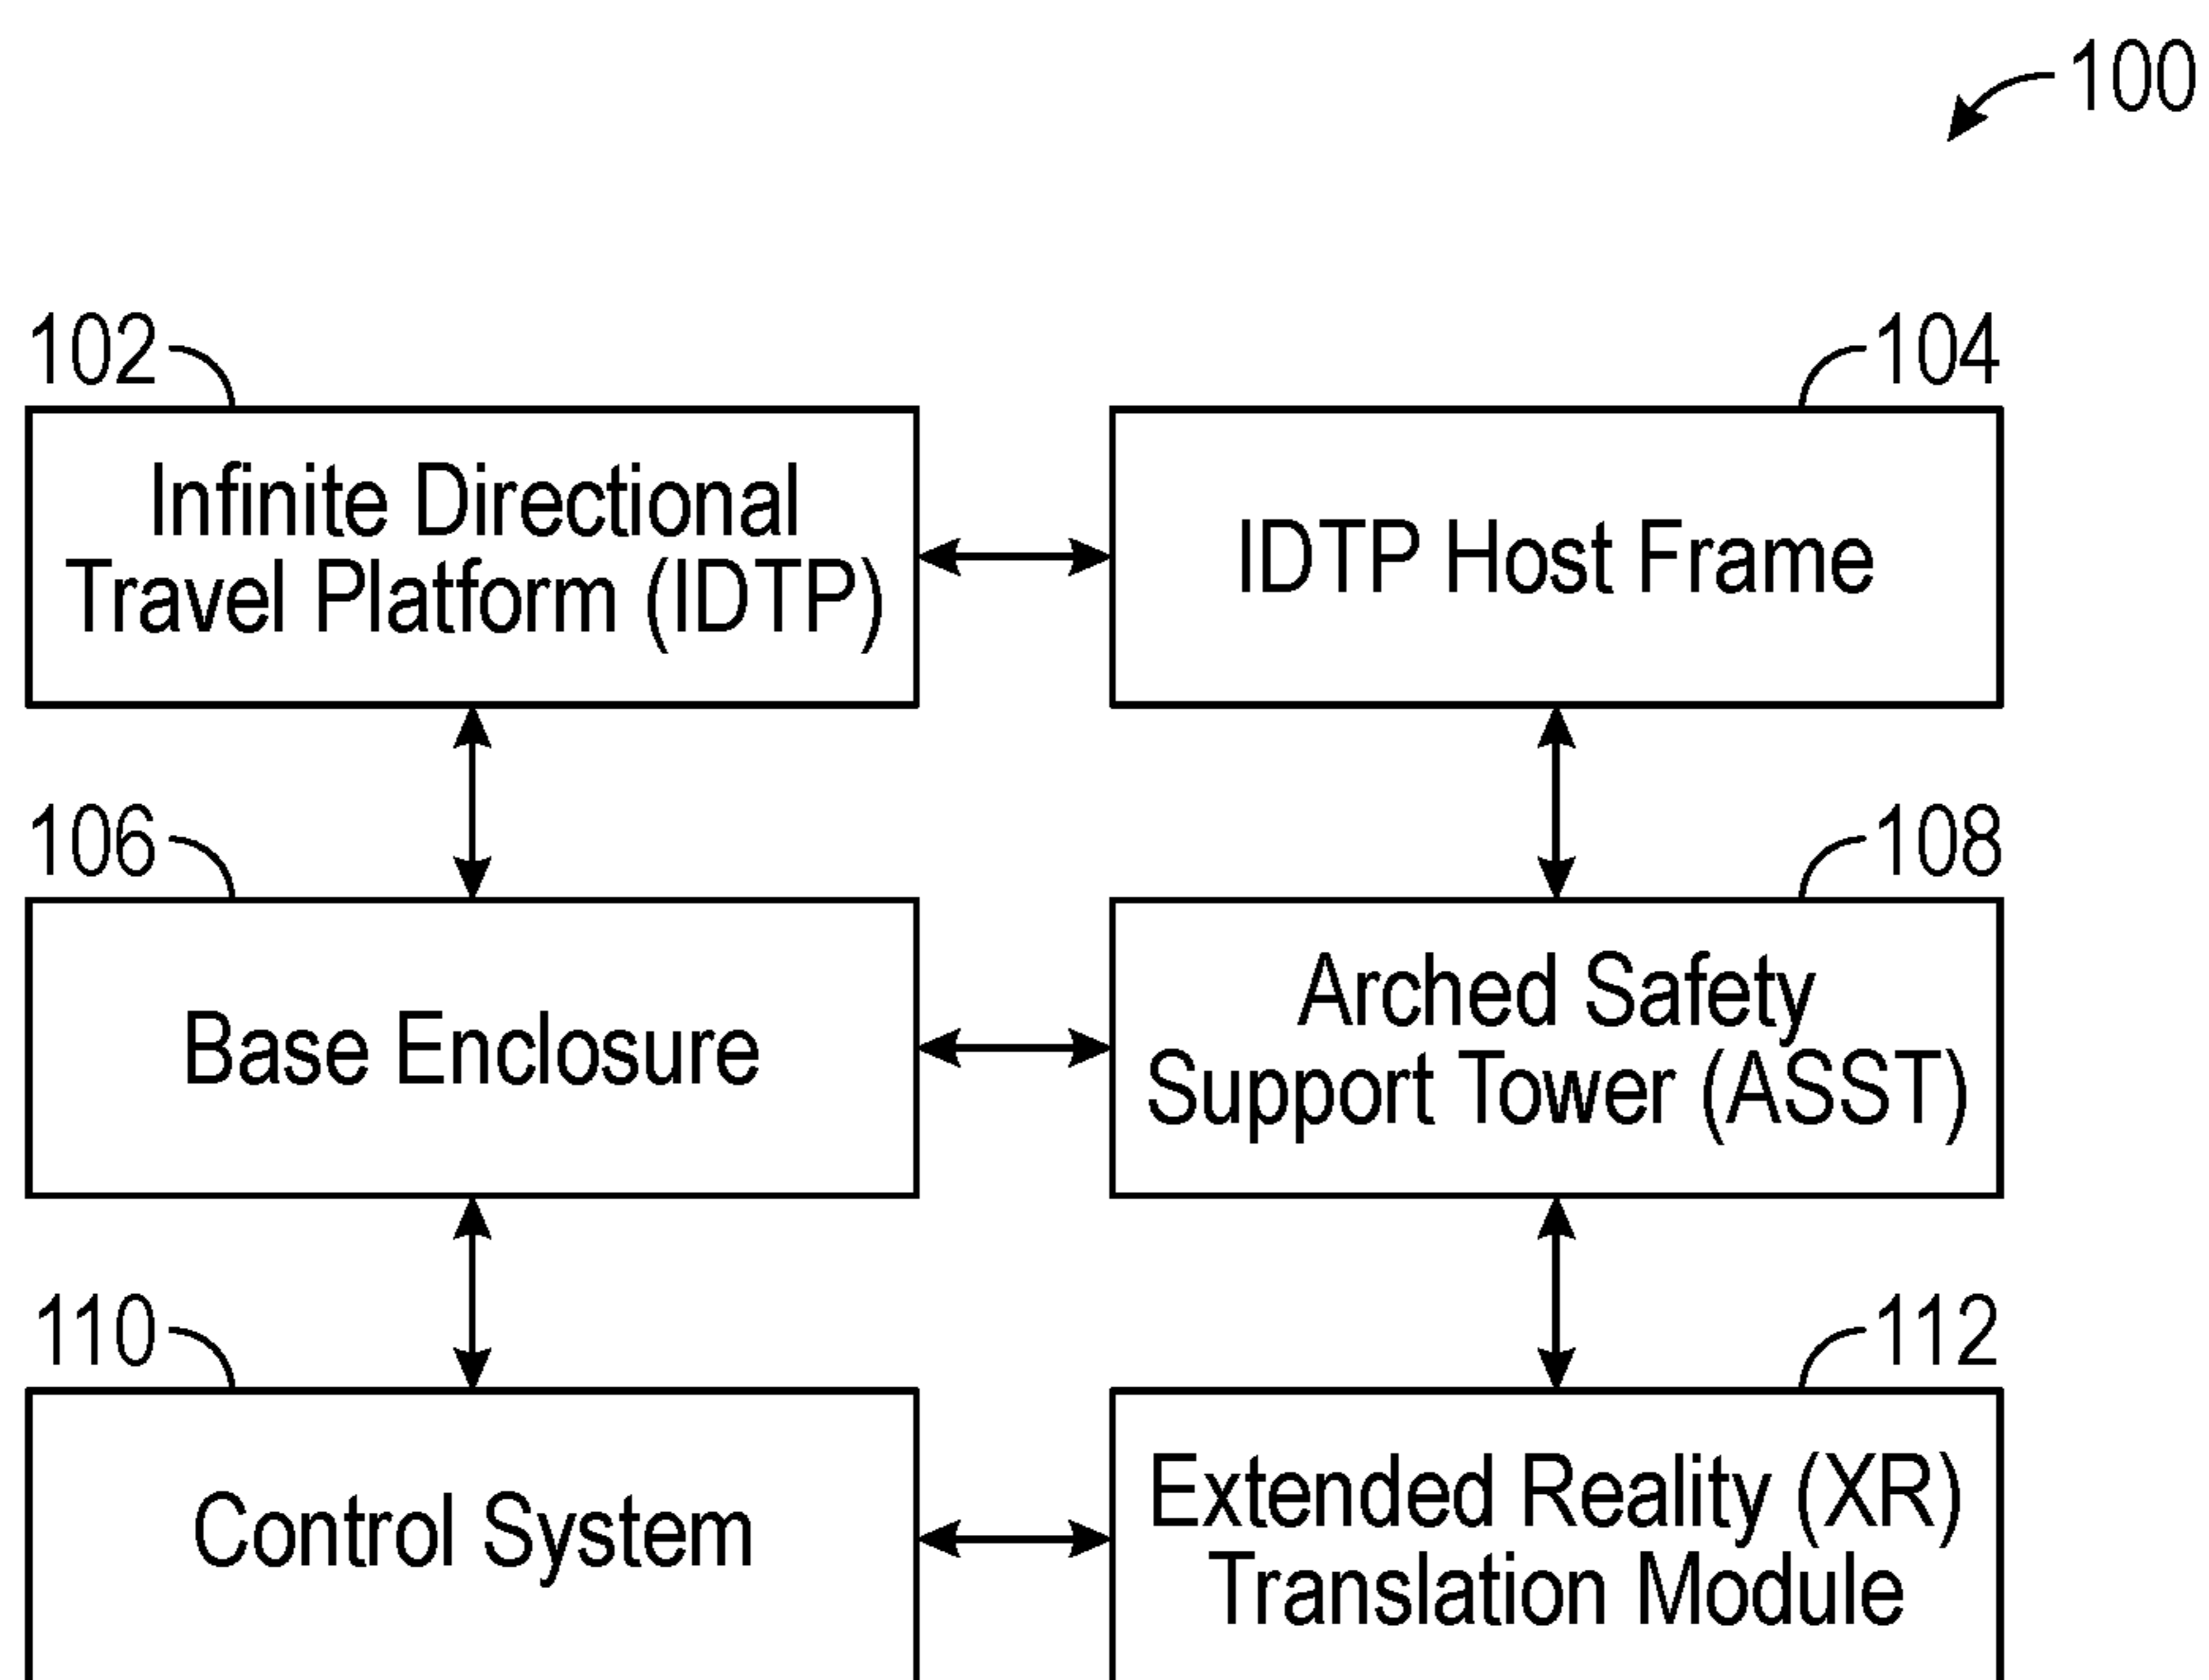 100
102
104
Infinite Directional
Travel Platform (IDTP)
IDTP Host Frame
106
108
Base Enclosure
Arched Safety
Support Tower (ASST)
110
112
Control System
Extended Reality (XR)
Translation Module